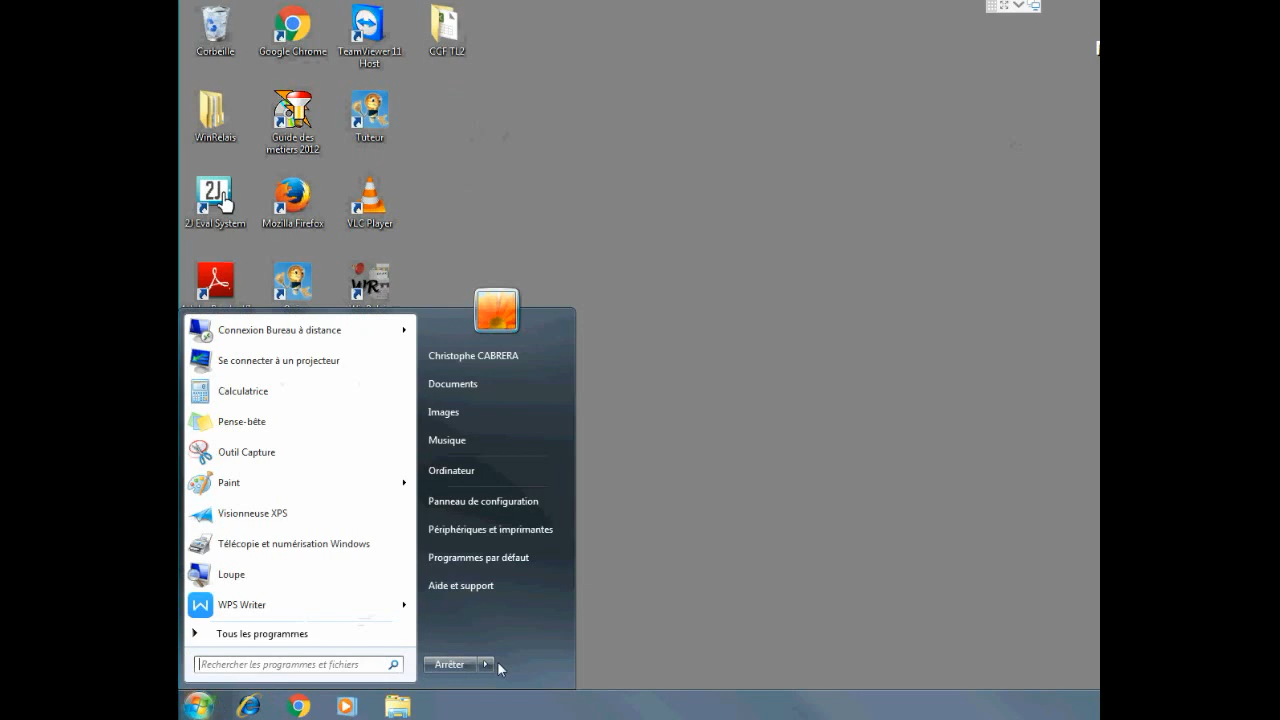 Corbeille
Google Chrome
TeamViewer 11
Host
CCF TL2
WinRelais
Guide des
métiers 2012
Tuteur
2J
2J Eval System
Mozilla Firefox
VLC Player
WR
Connexion Bureau à distance
Se connecter à un projecteur
Calculatrice
Pense-bête
Outil Capture
Paint
Visionneuse XPS
Télécopie et numérisation Windows
Loupe
WPS Writer
Tous les programmes
Rechercher les programmes et fichiers
Christophe CABRERA
Documents
Images
Musique
Ordinateur
Panneau de configuration
Périphériques et imprimantes
Programmes par défaut
Aide et support
Arrêter